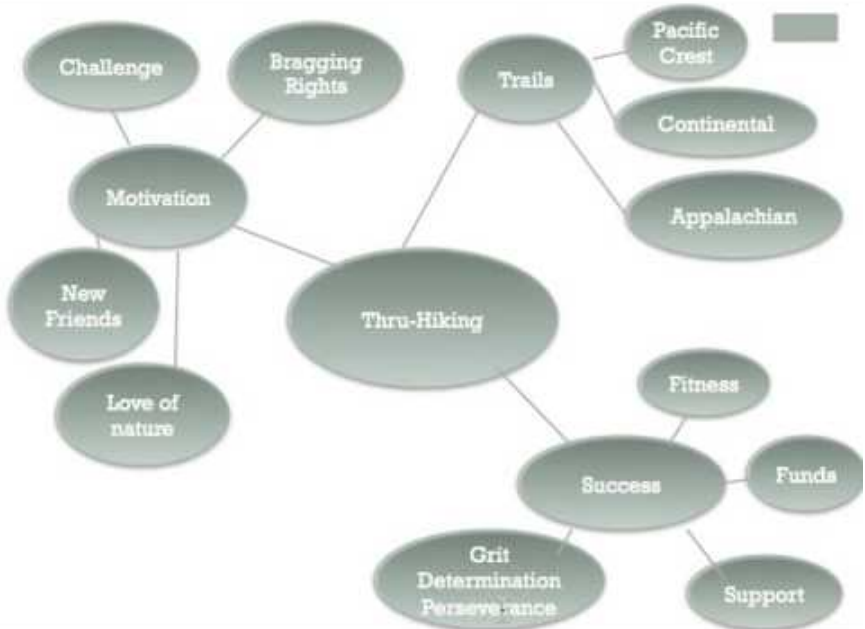 Challenge
Bragging
Rights
Trails
Pacific
Crest
Continental
Motivation
Appalachian
New
Friends
Thru-Hiking
Love of
nature
Fitness
Success
Funds
Grit
Determination
Perseverance
Support